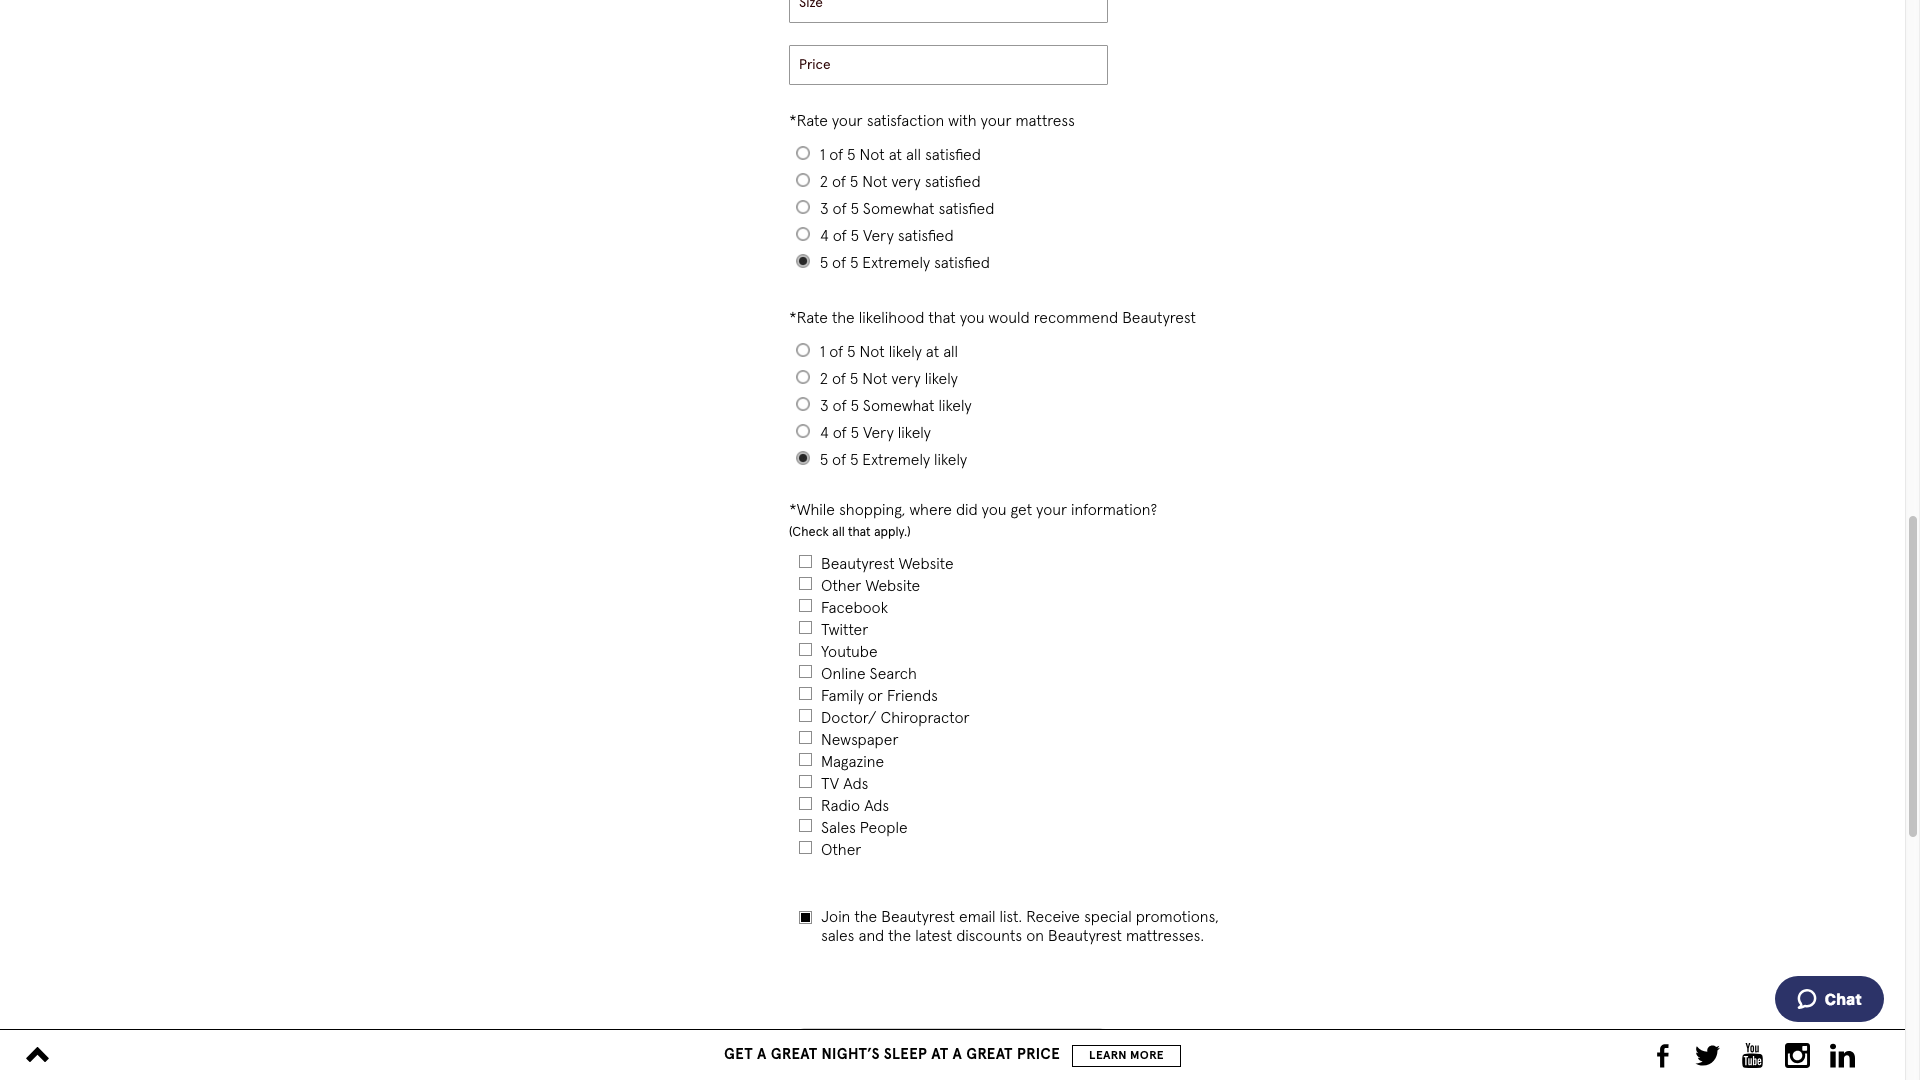 Size
Price
*Rate your satisfaction with your mattress
1 of 5 Not at all satisfied
2 of 5 Not very satisfied
3 of 5 Somewhat satisfied
4 of 5 Very satisfied
5 of 5 Extremely satisfied
*Rate the likelihood that you would recommend Beautyrest
1 of 5 Not likely at all
2 of 5 Not very likely
3 of 5 Somewhat likely
4 of 5 Very likely
5 of 5 Extremely likely
*While shopping, where did you get your information?
(Check all that apply.)
Beautyrest Website
Other Website
Facebook
Twitter
Youtube
Online Search
Family or Friends
Doctor/ Chiropractor
Newspaper
Magazine
TV Ads
Radio Ads
Sales People
Other
Join the Beautyrest email list. Receive special promotions,
sales and the latest discounts on Beautyrest mattresses.
Chat
GET A GREAT NIGHT’S SLEEP AT A GREAT PRICE
LEARN MORE
You
Tube